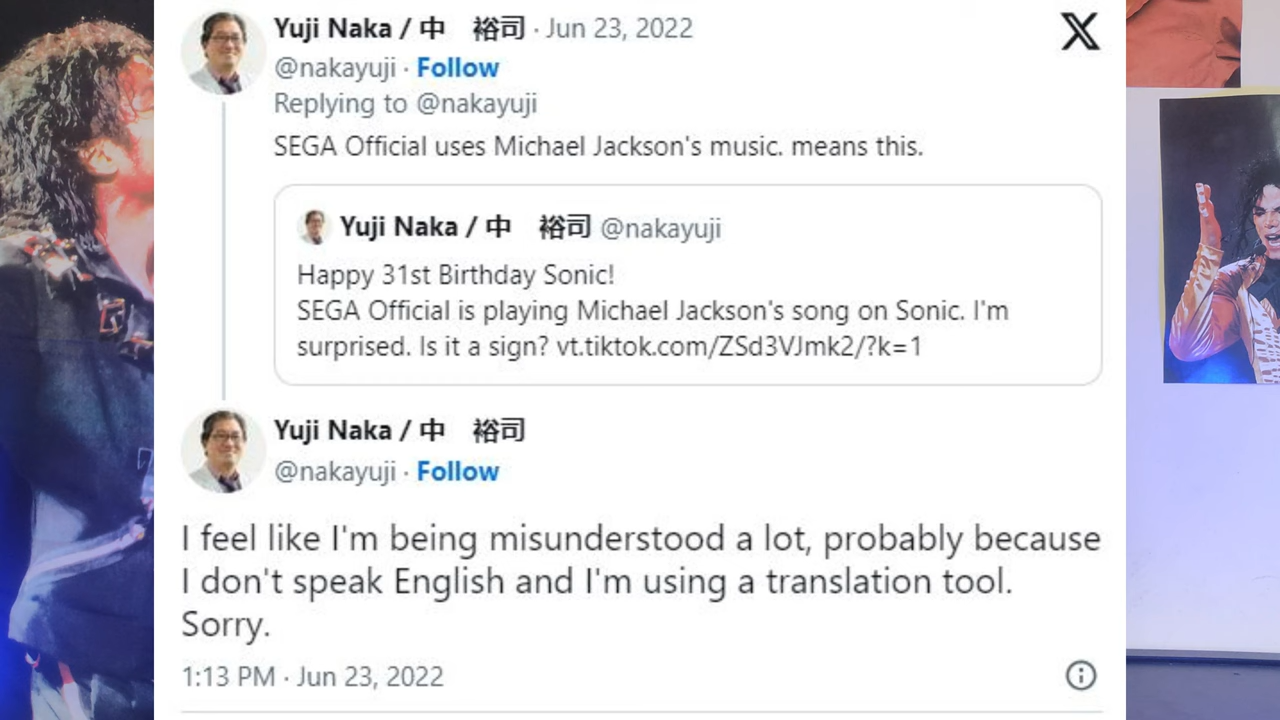 Yuji Naka / 中　裕司 · Jun 23, 2022
@nakayuji · Follow
Replying to @nakayuji
SEGA Official uses Michael Jackson's music. means this.
Yuji Naka / 中　裕司 @nakayuji
Happy 31st Birthday Sonic!
SEGA Official is playing Michael Jackson's song on Sonic. I'm
surprised. Is it a sign? vt.tiktok.com/ZSd3VJmk2/?k=1
Yuji Naka / 中　裕司
@nakayuji · Follow
I feel like I'm being misunderstood a lot, probably because
I don't speak English and I'm using a translation tool.
Sorry.
1:13 PM · Jun 23, 2022